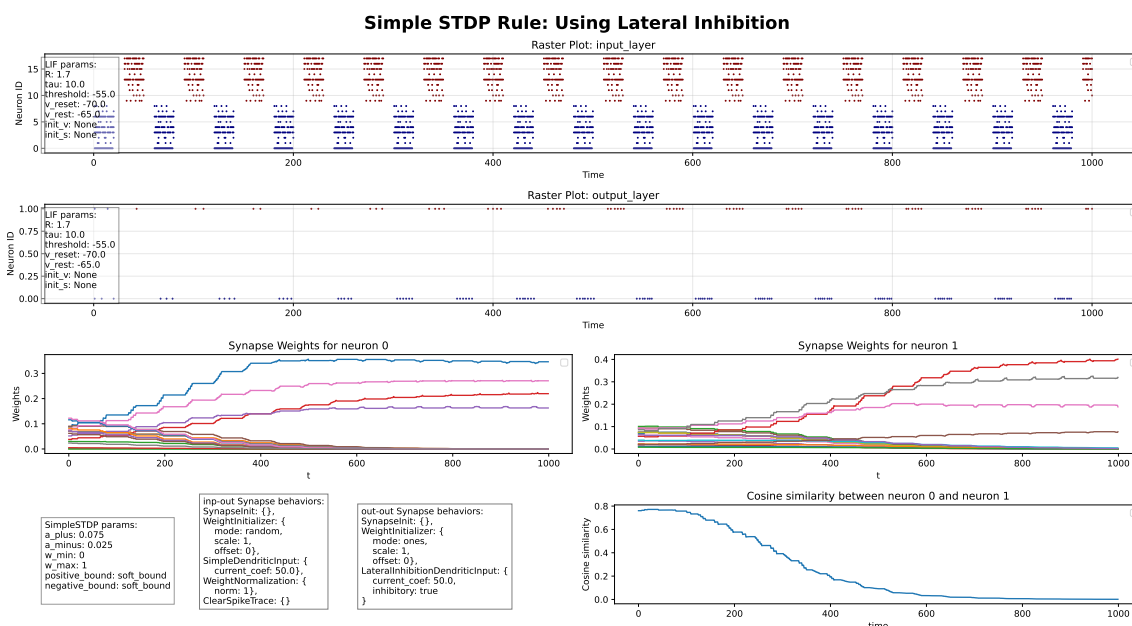 Simple STDP Rule: Using Lateral Inhibition
Raster Plot: input_layer
Neuron ID
15
10
5
0
LIF params:
R: 1.7
tau: 10.0
threshold: -55.0
v_reset: -70.0
v_rest: -65.0
init_v: None
init_s: None
0 200 400 600 800 1000
Time
Raster Plot: output_layer
Neuron ID
1.00
0.75
0.50
0.25
0.00
LIF params:
R: 1.7
tau: 10.0
threshold: -55.0
v_reset: -70.0
v_rest: -65.0
init_v: None
init_s: None
0 200 400 600 800 1000
Time
Synapse Weights for neuron 0
Weights
0.3
0.2
0.1
0.0
0 200 400 600 800 1000
t
Synapse Weights for neuron 1
Weights
0.4
0.3
0.2
0.1
0.0
0 200 400 600 800 1000
t
SimpleSTDP params:
a_plus: 0.075
a_minus: 0.025
w_min: 0
w_max: 1
positive_bound: soft_bound
negative_bound: soft_bound
inp-out Synapse behaviors:
SynapseInit: {},
WeightInitializer: {
mode: random,
scale: 1,
offset: 0},
SimpleDendriticInput: {
current_coef: 50.0},
WeightNormalization: {
norm: 1},
ClearSpikeTrace: {}
out-out Synapse behaviors:
SynapseInit: {},
WeightInitializer: {
mode: ones,
scale: 1,
offset: 0},
LateralInhibitionDendriticInput: {
current_coef: 50.0,
inhibitory: true
}
Cosine similarity between neuron 0 and neuron 1
Cosine similarity
0.8
0.6
0.4
0.2
0.0
0 200 400 600 800 1000
time